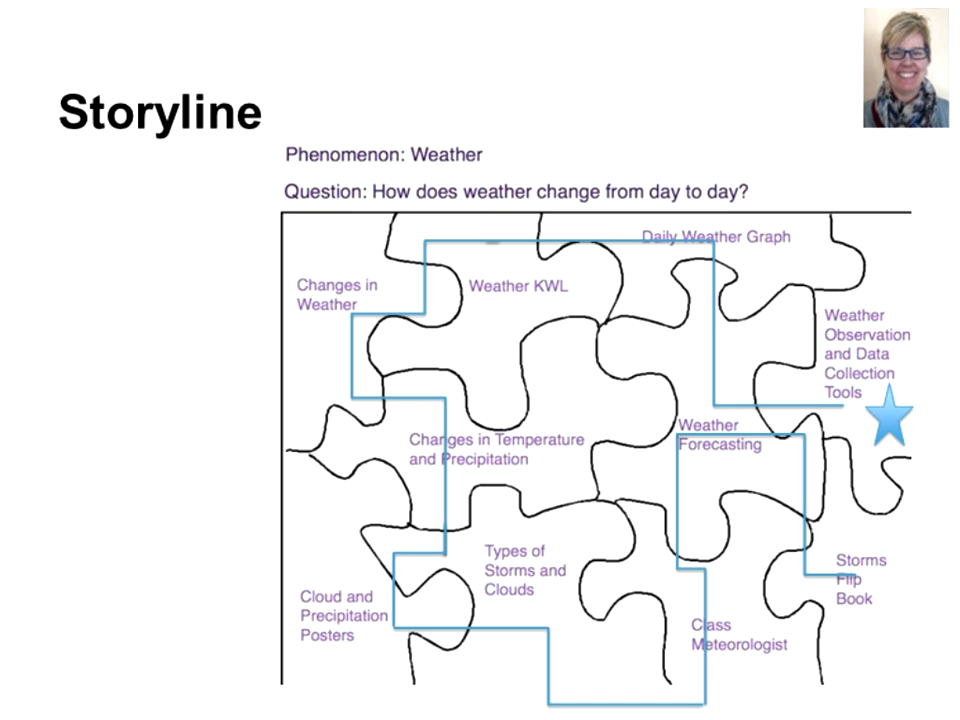 Storyline
Phenomenon: Weather
Question: How does weather change from day to day?
Daily Weather Graph
Changes in
Weather
Weather KWL
Weather
Observation
and Data
Collection
Tools
Changes in Temperature
and Precipitation
Weather
Forecasting
Types of
Storms and
Clouds
Storms
Flip
Book
Cloud and
Precipitation
Posters
Class
Meteorologist